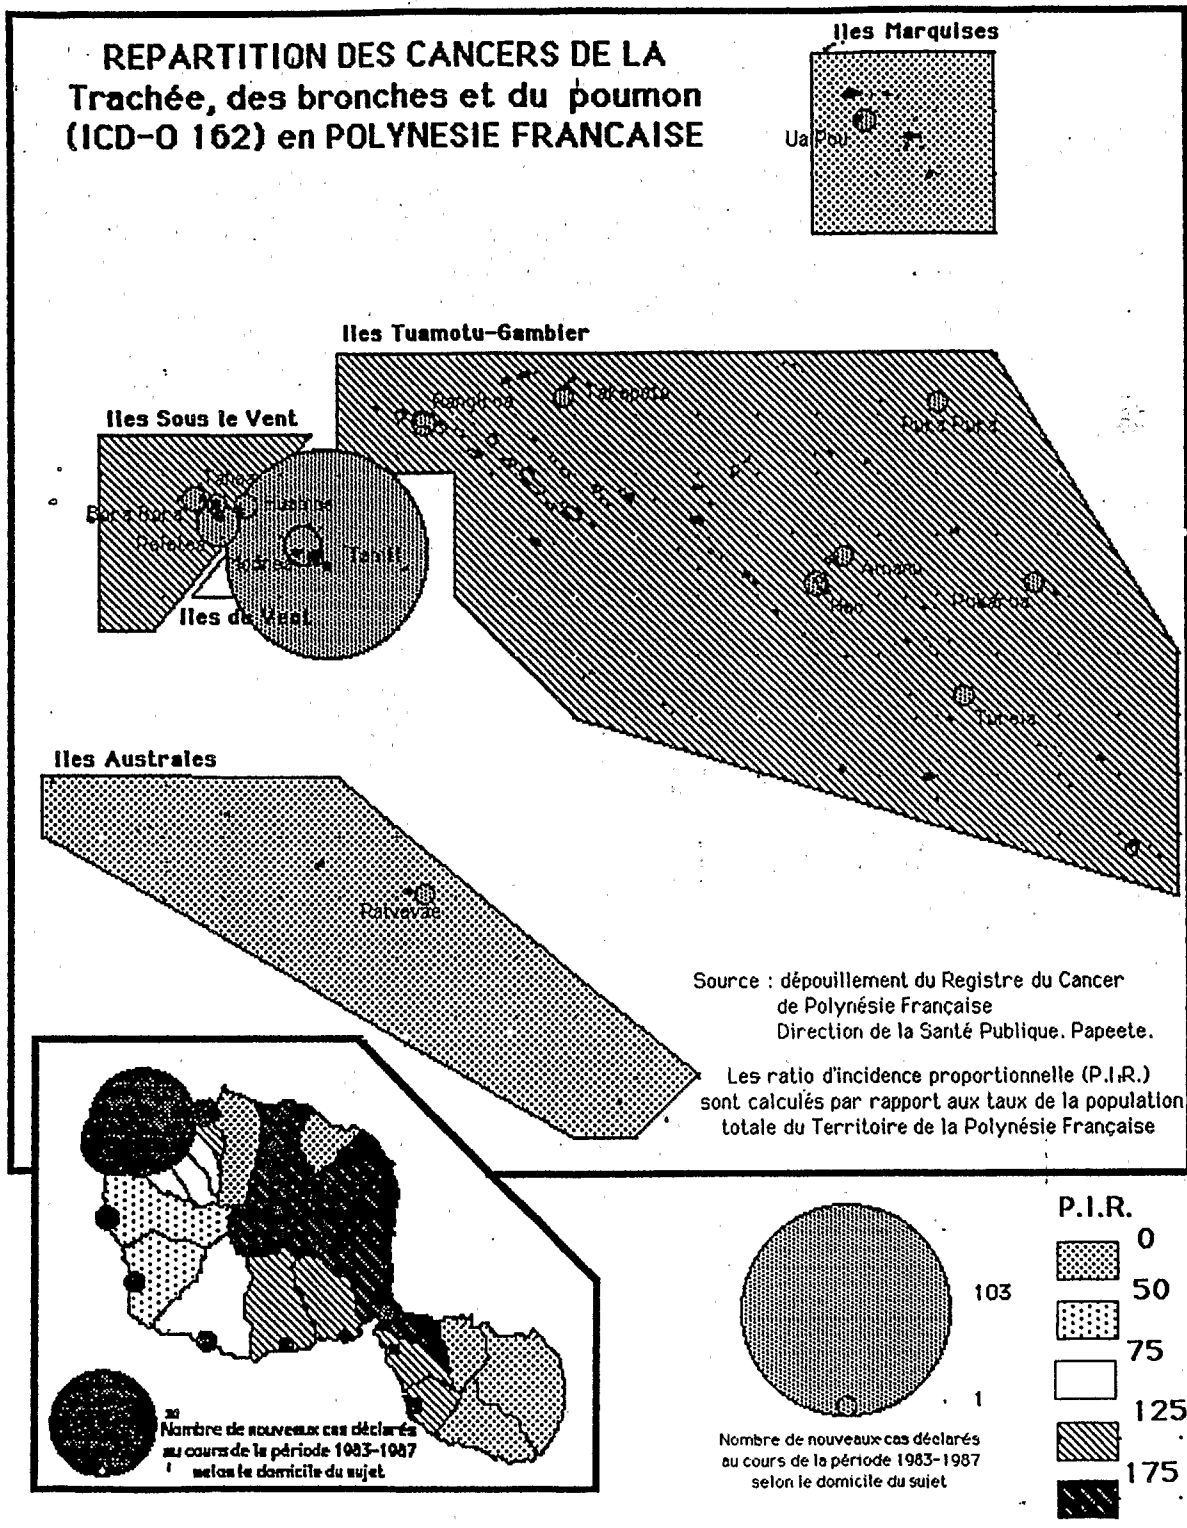 REPARTITION DES CANCERS DE LA
Trachée, des bronches et du poumon
(ICD-O 162) en POLYNESIE FRANCAISE
Iles Marquises
Ua Pou
Iles Tuamotu-Gambier
Rangiroa
Takapoto
Puka Puka
Iles Sous le Vent
Tahaa
Huahine
Bora Bora
Raiatea
Moorea
Tahiti
Iles du Vent
Amanu
Hao
Pukarua
Tureia
Iles Australes
Raivavae
Source : dépouillement du Registre du Cancer
de Polynésie Française
Direction de la Santé Publique. Papeete.
Les ratio d'incidence proportionnelle (P.I.R.)
sont calculés par rapport aux taux de la population
totale du Territoire de la Polynésie Française
Nombre de nouveaux cas déclarés
au cours de la période 1983-1987
1
selon le domicile du sujet
103
1
Nombre de nouveaux cas déclarés
au cours de la période 1983-1987
selon le domicile du sujet
P.I.R.
0
50
75
125
175